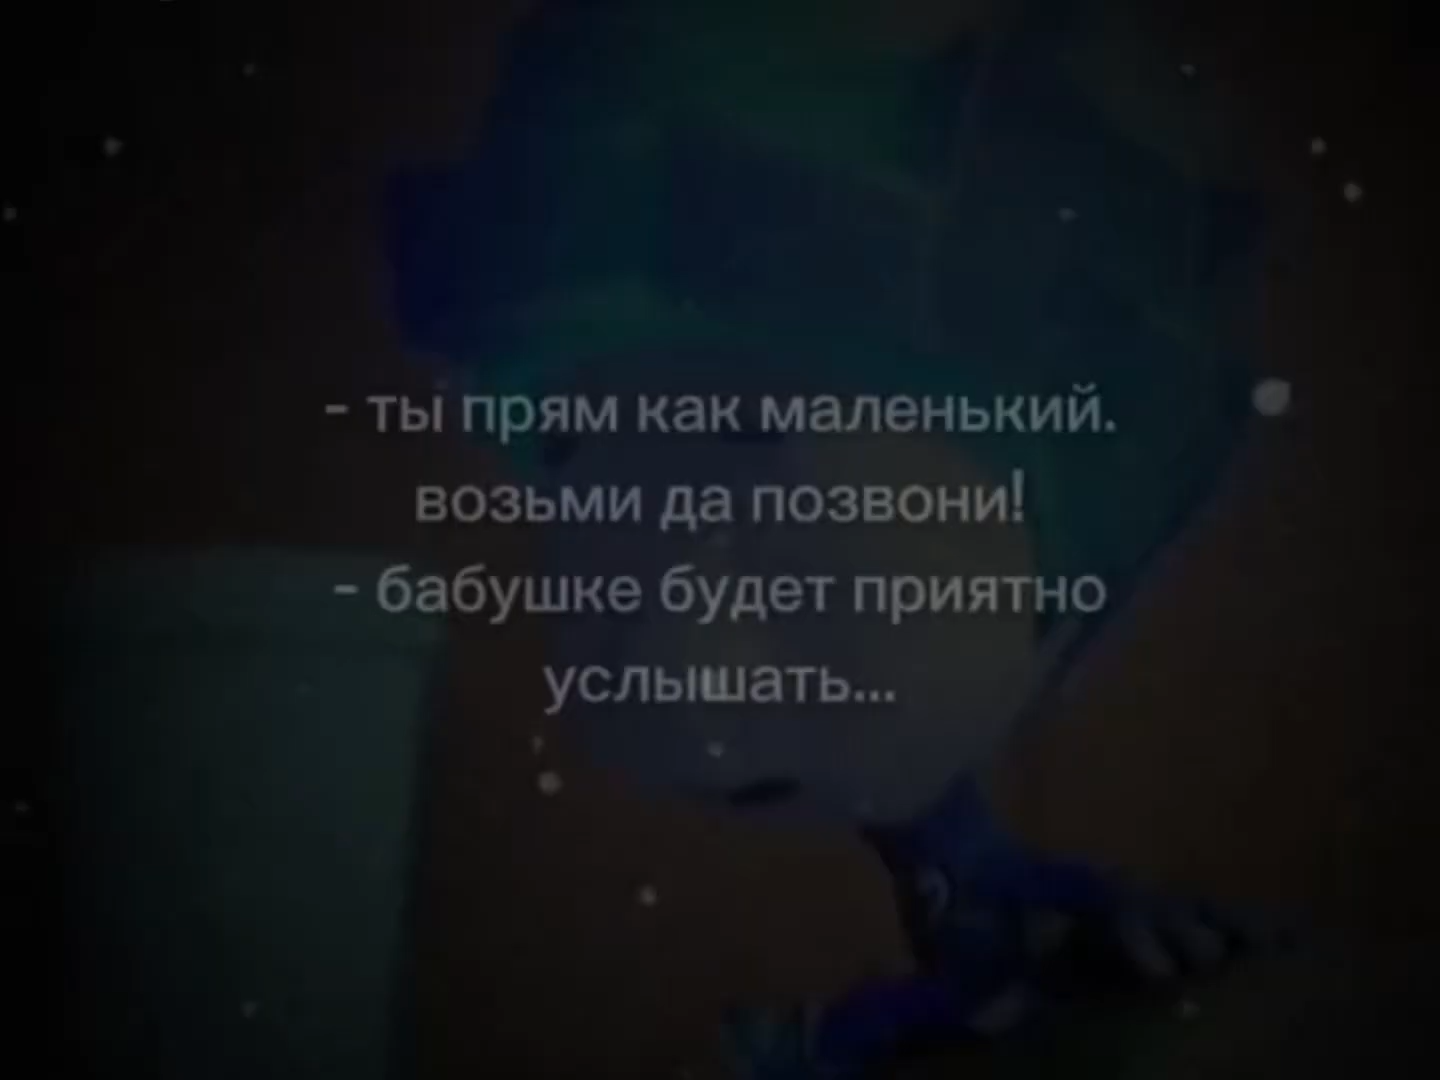 - ты прям как маленький.
возьми да позвони!
- бабушке будет приятно
услышать...